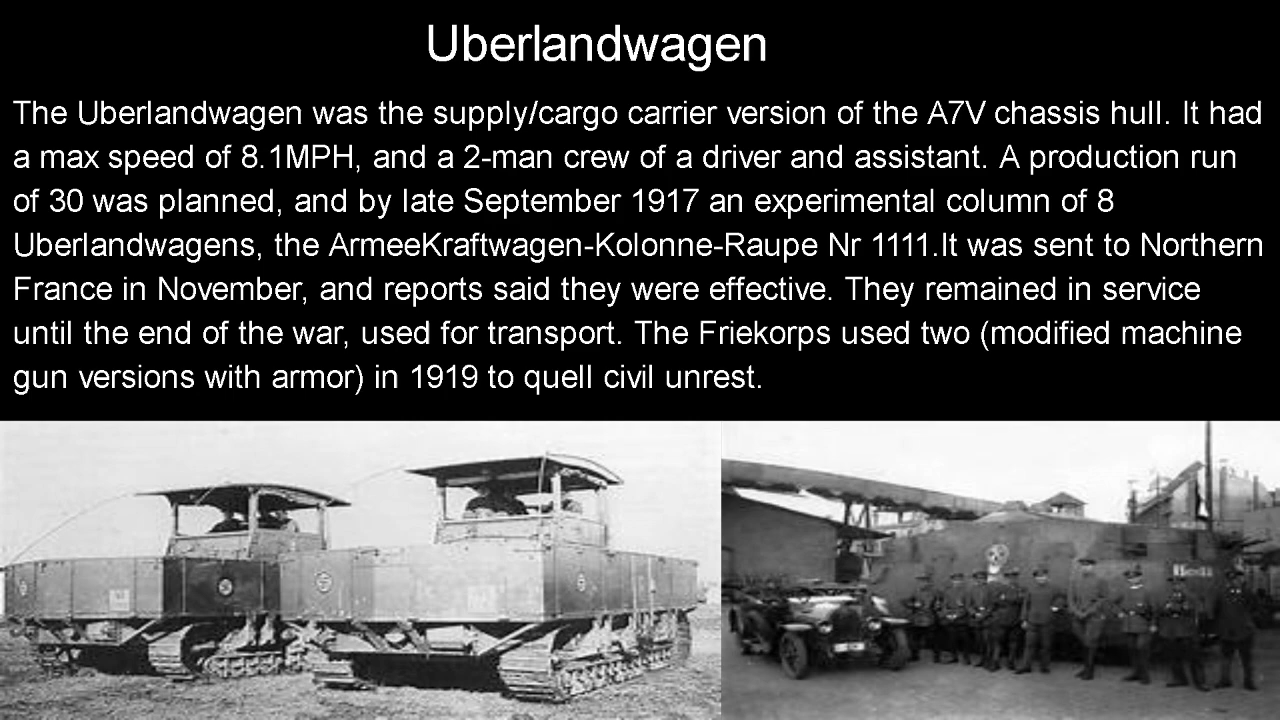 Uberlandwagen
The Uberlandwagen was the supply/cargo carrier version of the A7V chassis hull. It had
a max speed of 8.1MPH, and a 2-man crew of a driver and assistant. A production run
of 30 was planned, and by late September 1917 an experimental column of 8
Uberlandwagens, the ArmeeKraftwagen-Kolonne-Raupe Nr 1111.It was sent to Northern
France in November, and reports said they were effective. They remained in service
until the end of the war, used for transport. The Friekorps used two (modified machine
gun versions with armor) in 1919 to quell civil unrest.